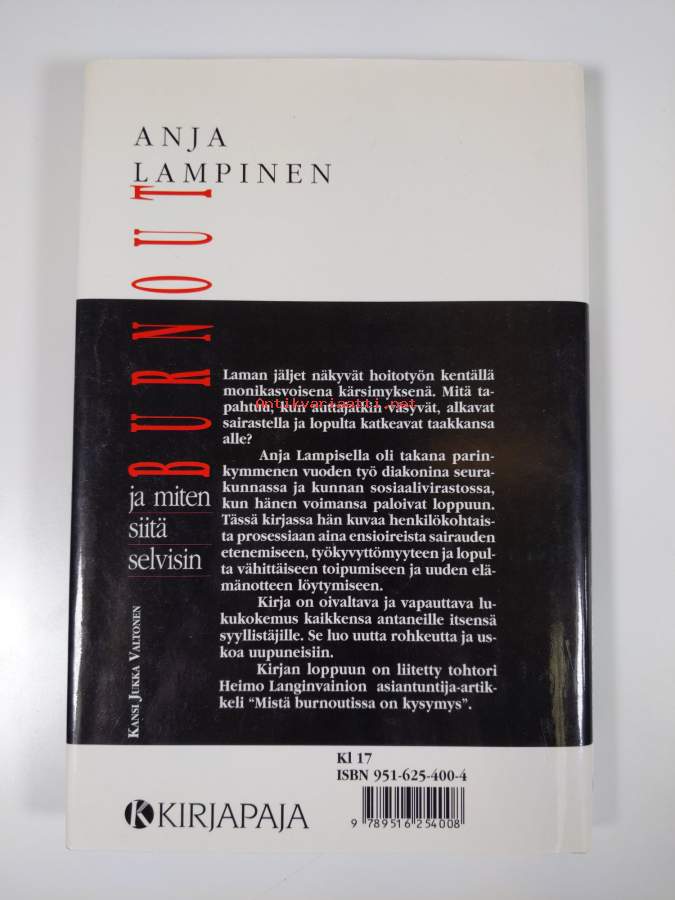 ANJA
LAMPINEN
BURNOUT
ja miten
siitä
selvisin
KANSI JUKKA VALTONEN
Laman jäljet näkyvät hoitotyön kentällä
monikasvoisena kärsimyksenä. Mitä ta-
pahtuu, kun auttajatkin väsyvät, alkavat
sairastella ja lopulta katkeavat taakkansa
alle?
Anja Lampisella oli takana parin-
kymmenen vuoden työ diakonina seura-
kunnassa ja kunnan sosiaalivirastossa,
kun hänen voimansa paloivat loppuun.
Tässä kirjassa hän kuvaa henkilökohtais-
ta prosessiaan aina ensioireista sairauden
etenemiseen, työkyvyttömyyteen ja lopul-
ta vähittäiseen toipumiseen ja uuden elä-
mänotteen löytymiseen.
Kirja on oivaltava ja vapauttava lu-
kukokemus kaikkensa antaneille itsensä
syyllistäjille. Se luo uutta rohkeutta ja us-
koa uupuneisiin.
Kirjan loppuun on liitetty tohtori
Heimo Langinvainion asiantuntija-artik-
keli "Mistä burnoutissa on kysymys".
Antikvariaatti.net
Kl 17
ISBN 951-625-400-4
9 789516 254008
KIRJAPAJA